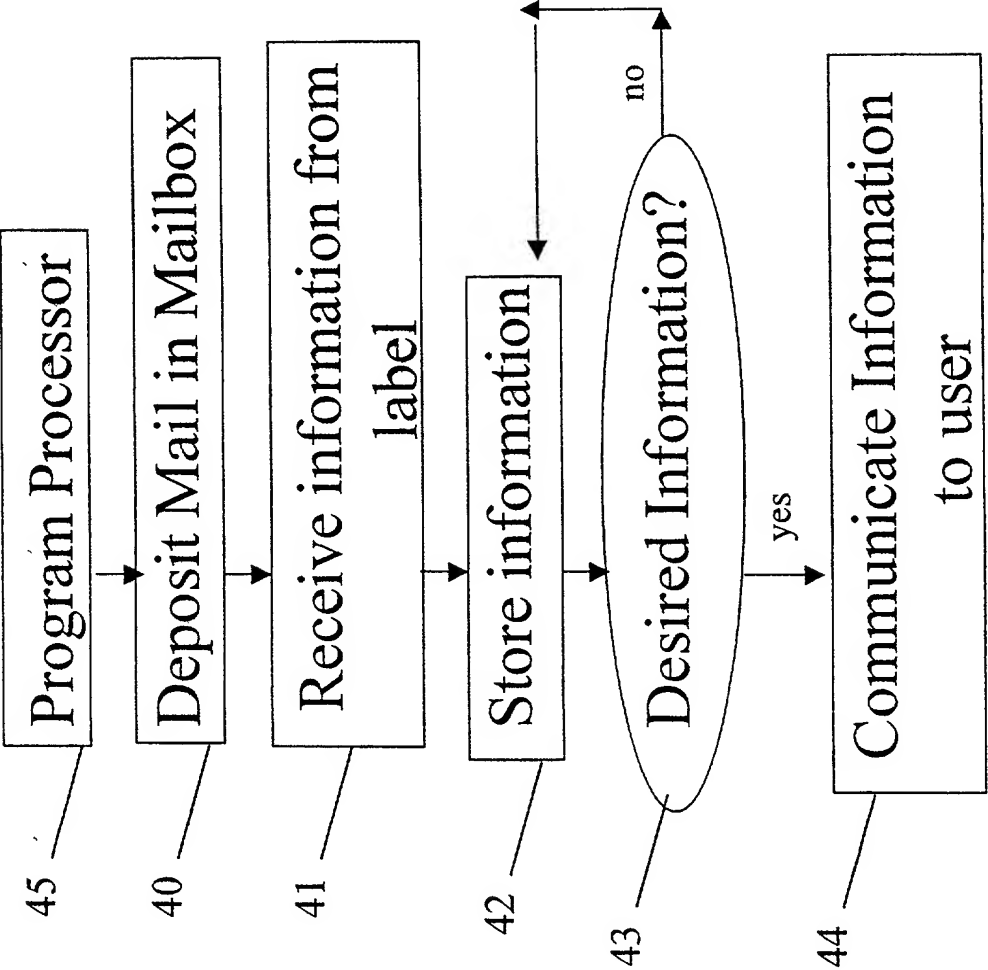 45
Program Processor
40
Deposit Mail in Mailbox
41
Receive information from
label
42
Store information
43
Desired Information?
no
yes
44
Communicate Information
to user